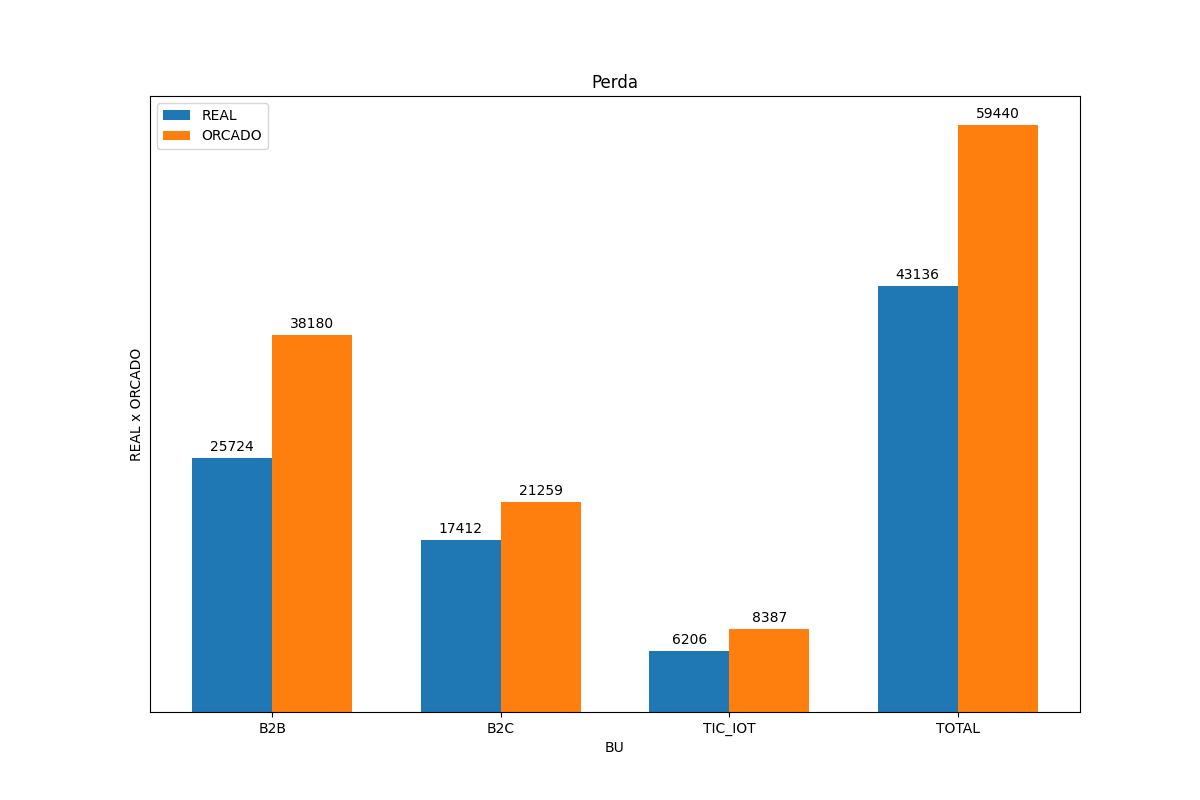 Perda
REAL
ORCADO
59440
43136
38180
25724
21259
17412
8387
6206
REAL x ORCADO
B2B
B2C
TIC_IOT
TOTAL
BU